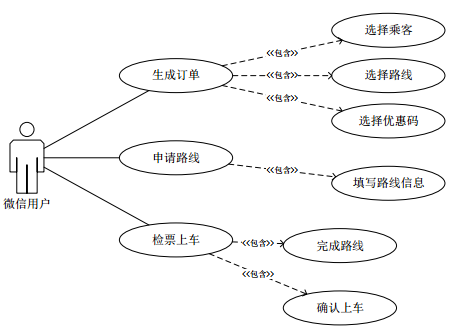 选择乘客
<<包含>>
生成订单
<<包含>>
选择路线
<<包含>>
选择优惠码
申请路线
<<包含>>
填写路线信息
微信用户
检票上车
<<包含>>
完成路线
<<包含>>
确认上车